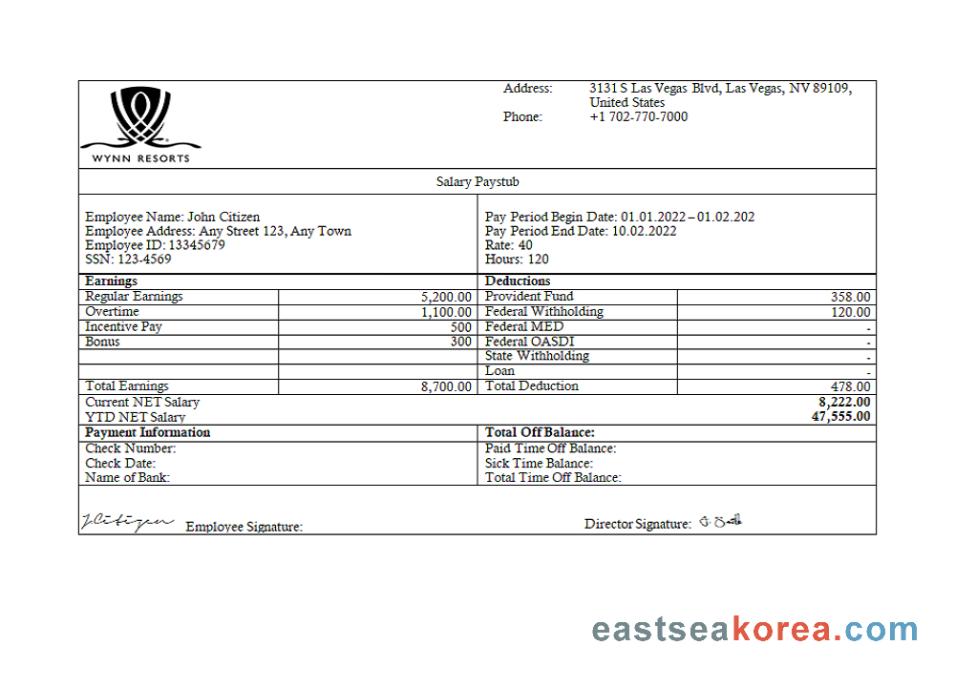 WYNN RESORTS
Address: 3131 S Las Vegas Blvd, Las Vegas, NV 89109,
United States
Phone: +1 702-770-7000
Salary Paystub
Employee Name: John Citizen
Employee Address: Any Street 123, Any Town
Employee ID: 13345679
SSN: 123-4569
Pay Period Begin Date: 01.01.2022 – 01.02.202
Pay Period End Date: 10.02.2022
Rate: 40
Hours: 120
Earnings Deductions
Regular Earnings 5,200.00 Provident Fund 358.00
Overtime 1,100.00 Federal Withholding 120.00
Incentive Pay 500 Federal MED -
Bonus 300 Federal OASDI -
State Withholding -
Loan -
Total Earnings 8,700.00 Total Deduction 478.00
Current NET Salary 8,222.00
YTD NET Salary 47,555.00
Payment Information Total Off Balance:
Check Number: Paid Time Off Balance:
Check Date: Sick Time Balance:
Name of Bank: Total Time Off Balance:
JCitizen Employee Signature: Director Signature:
eastseakorea.com